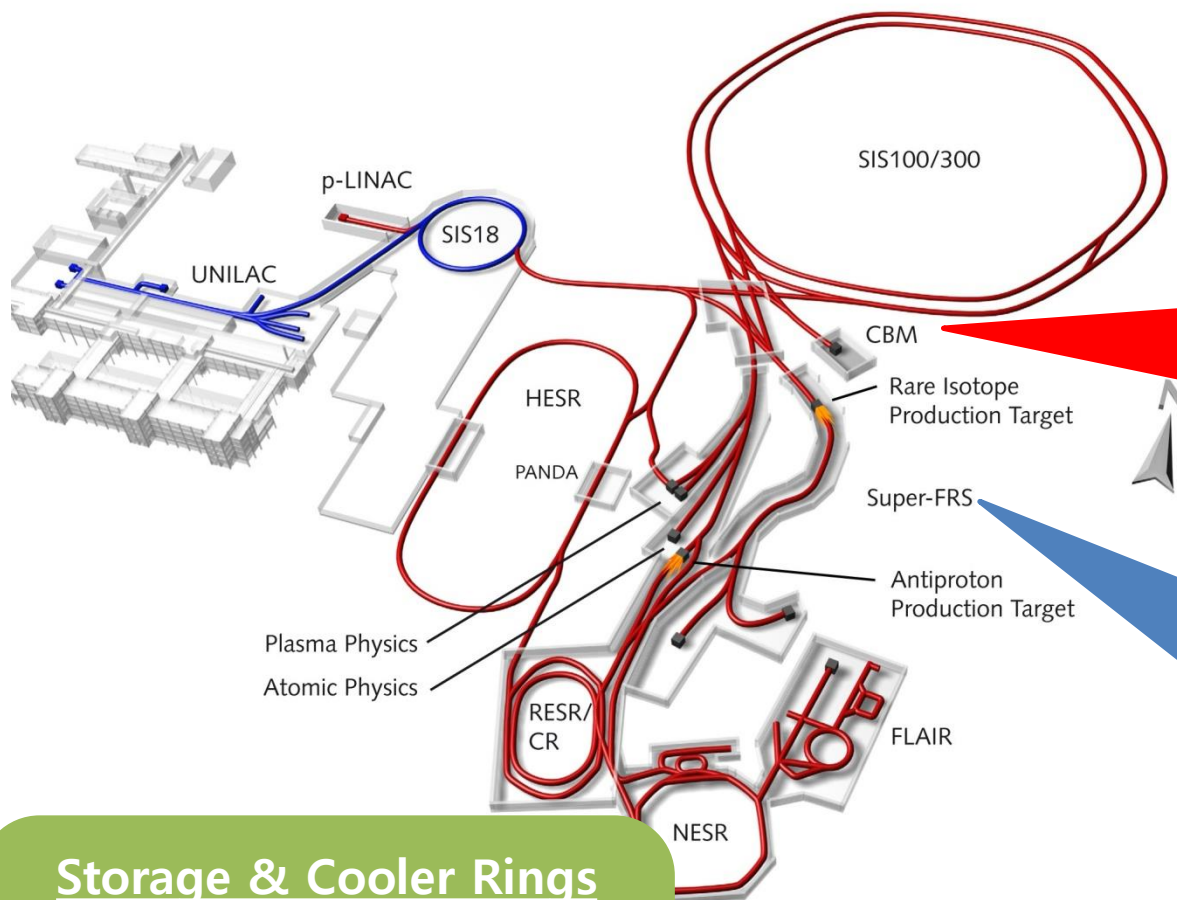 SIS100/300
p-LINAC
SIS18
UNILAC
CBM
HESR
Rare Isotope
Production Target
PANDA
Super-FRS
Antiproton
Production Target
Plasma Physics
Atomic Physics
RESR/
CR
FLAIR
NESR
Storage & Cooler Rings